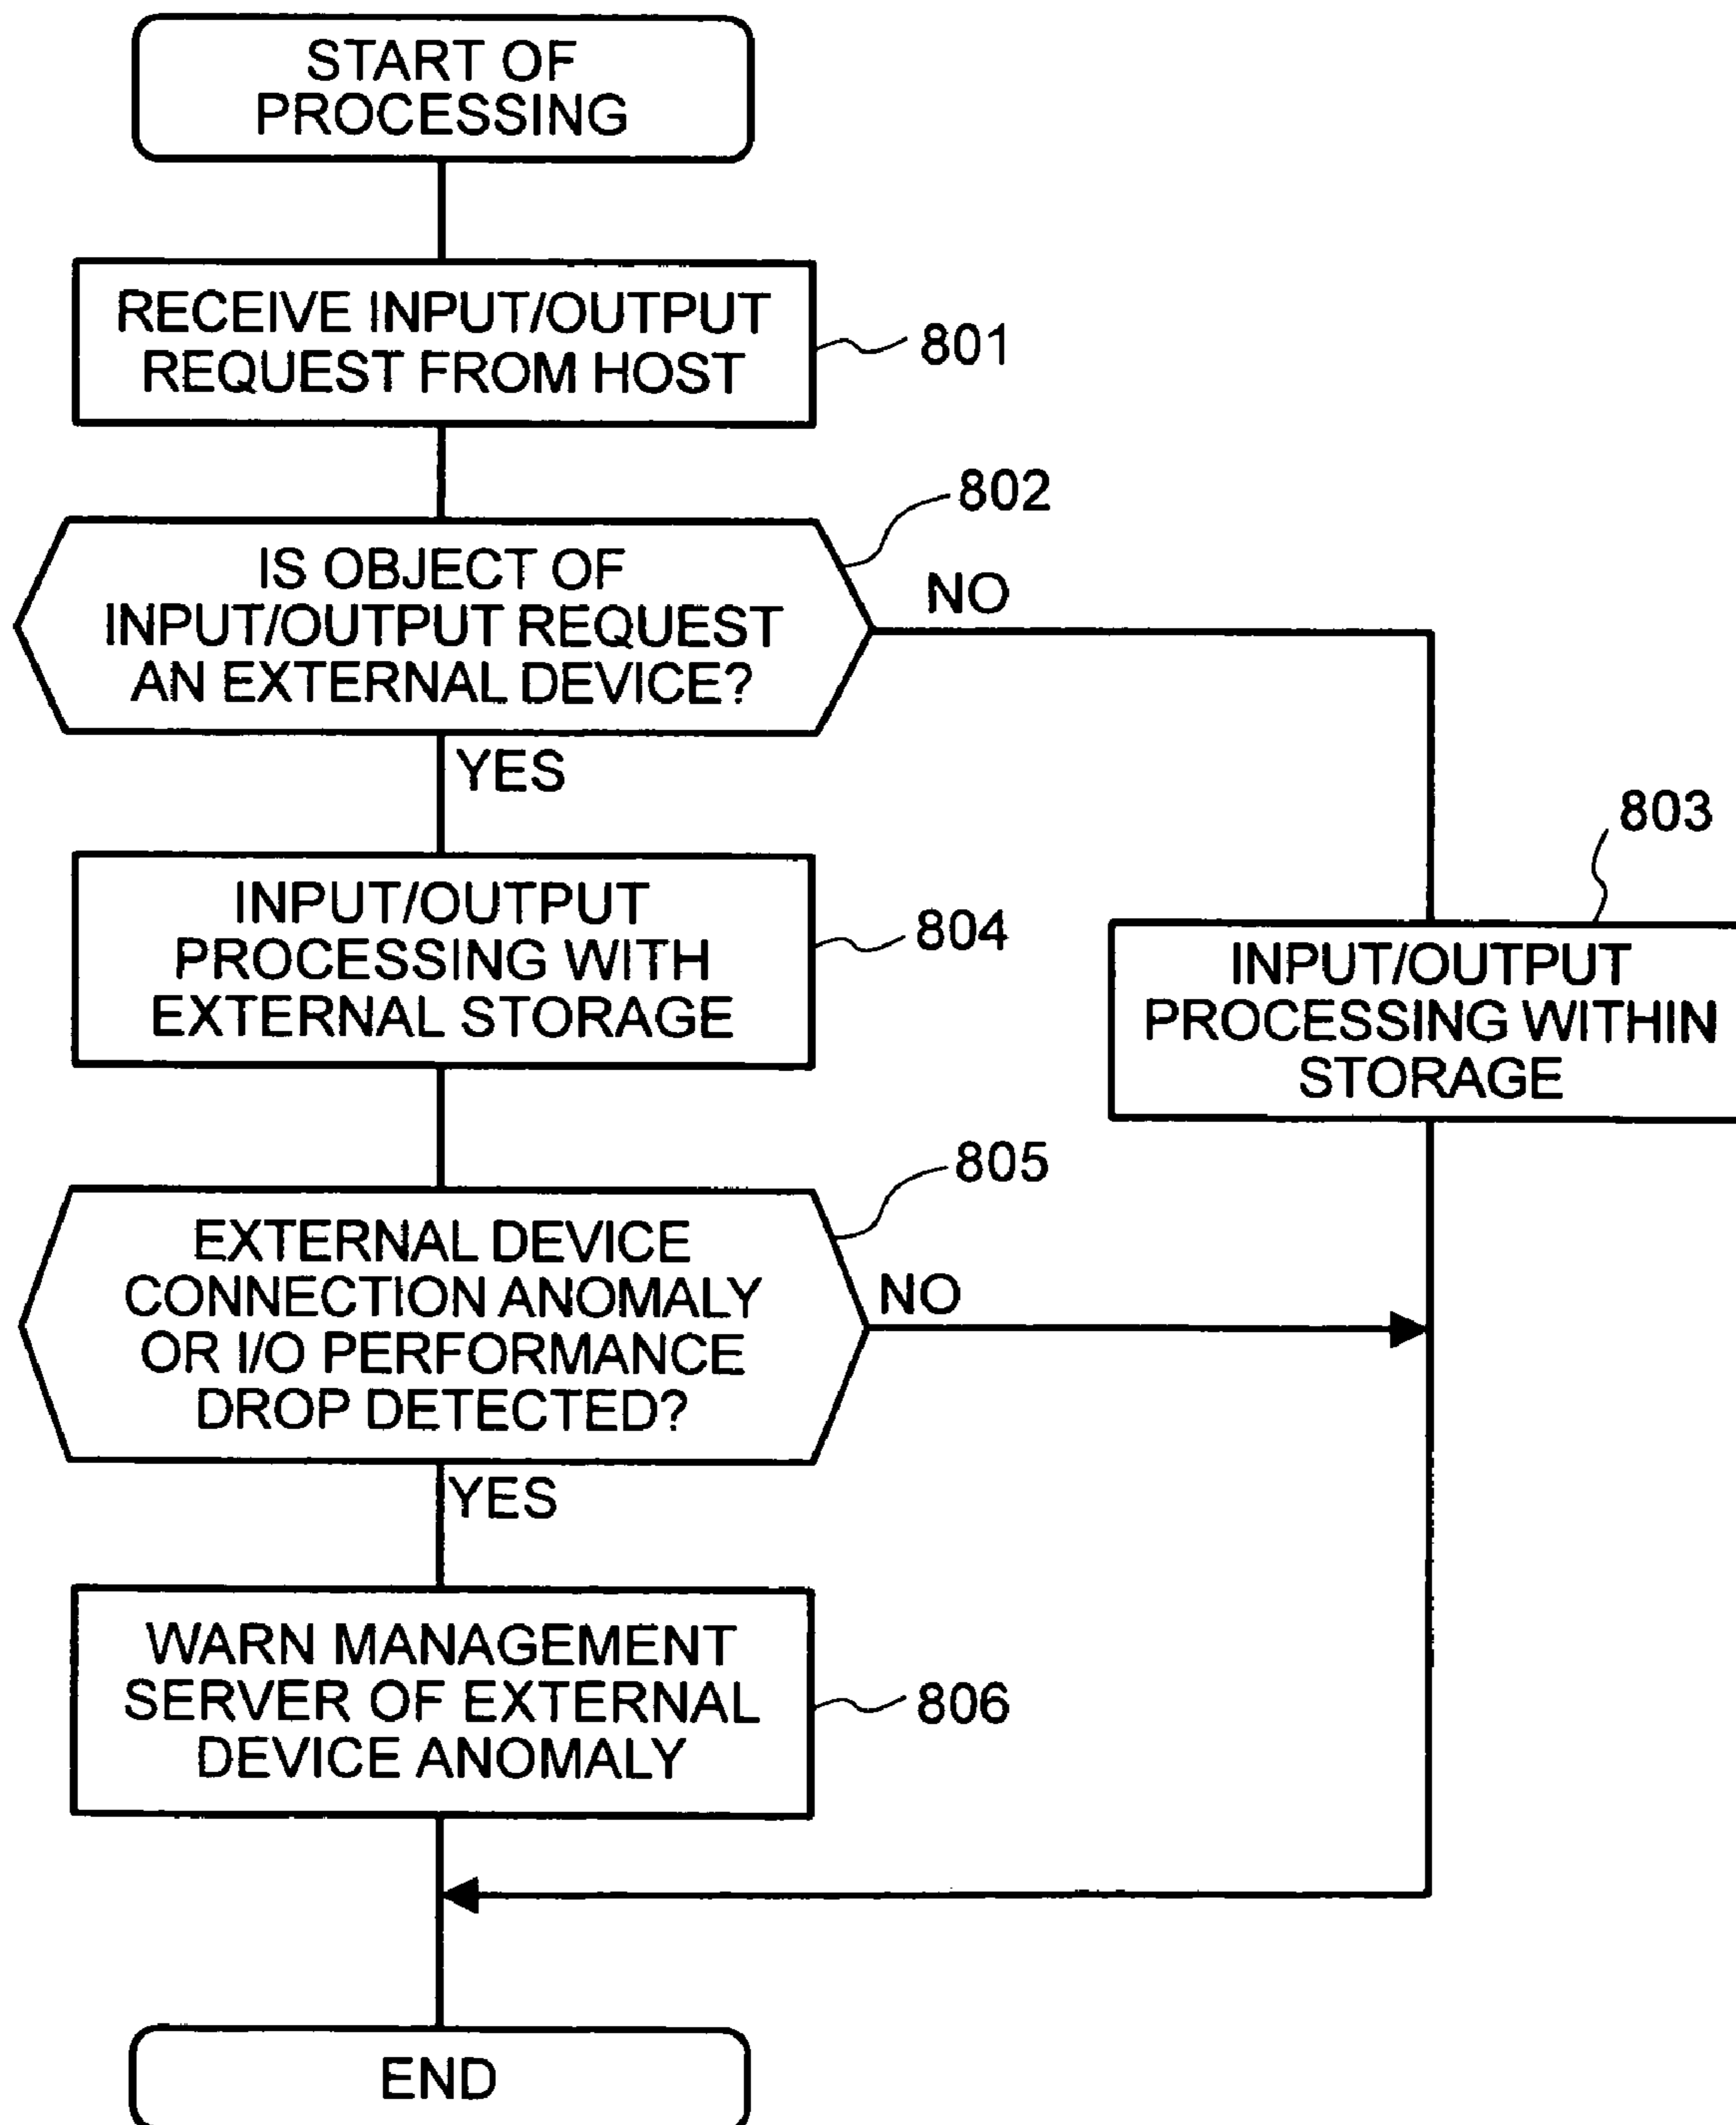 START OF
PROCESSING
RECEIVE INPUT/OUTPUT
REQUEST FROM HOST
801
802
IS OBJECT OF
INPUT/OUTPUT REQUEST
AN EXTERNAL DEVICE?
NO
YES
803
INPUT/OUTPUT
PROCESSING WITH
EXTERNAL STORAGE
804
INPUT/OUTPUT
PROCESSING WITHIN
STORAGE
805
EXTERNAL DEVICE
CONNECTION ANOMALY
OR I/O PERFORMANCE
DROP DETECTED?
NO
YES
WARN MANAGEMENT
SERVER OF EXTERNAL
DEVICE ANOMALY
806
END